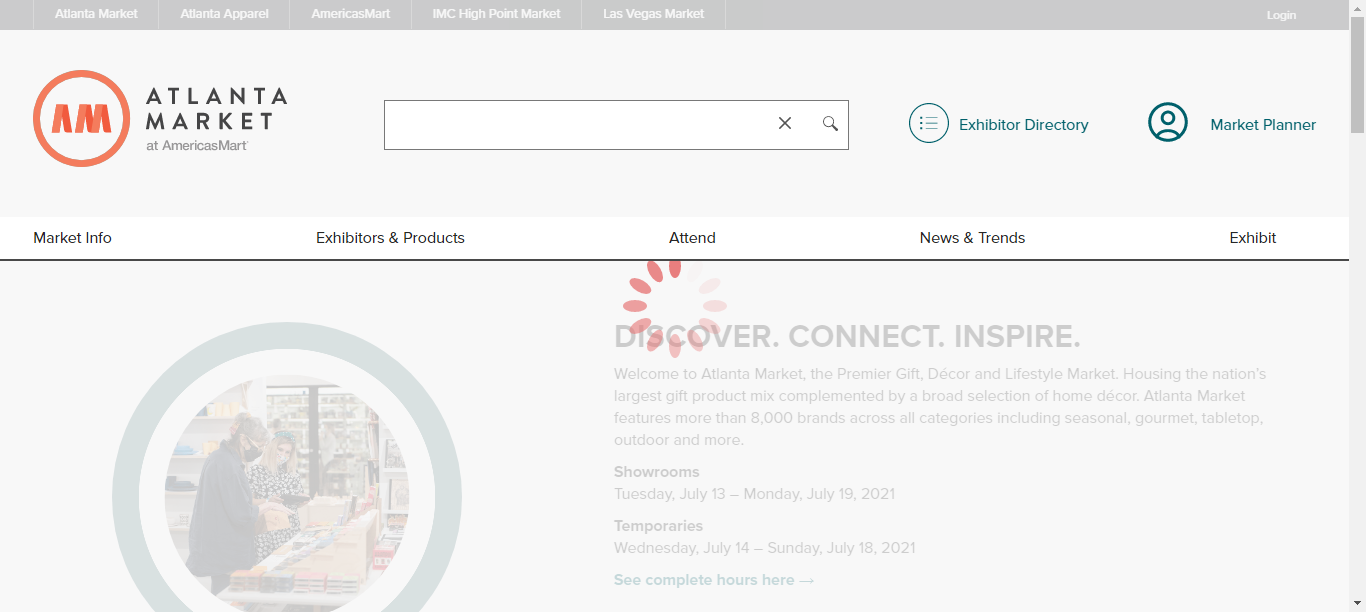 Atlanta Market Atlanta Apparel AmericasMart IMC High Point Market Las Vegas Market Login
ATLANTA
MARKET
at AmericasMart
Exhibitor Directory
Market Planner
Market Info Exhibitors & Products Attend News & Trends Exhibit
DISCOVER. CONNECT. INSPIRE.
Welcome to Atlanta Market, the Premier Gift, Décor and Lifestyle Market. Housing the nation's
largest gift product mix complemented by a broad selection of home décor. Atlanta Market
features more than 8,000 brands across all categories including seasonal, gourmet, tabletop,
outdoor and more.
Showrooms
Tuesday, July 13 – Monday, July 19, 2021
Temporaries
Wednesday, July 14 – Sunday, July 18, 2021
See complete hours here →